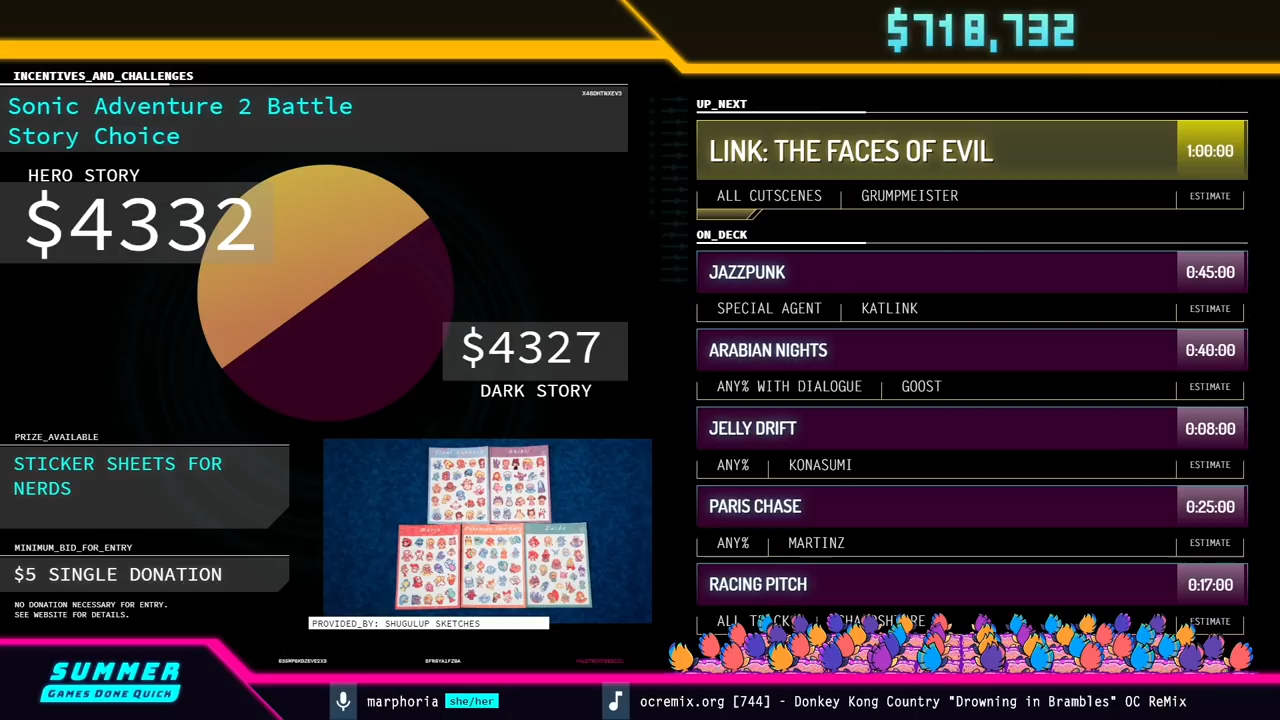 $718,732
INCENTIVES_AND_CHALLENGES
Sonic Adventure 2 Battle
Story Choice
HERO STORY
$4332
$4327
DARK STORY
PRIZE_AVAILABLE
STICKER SHEETS FOR
NERDS
MINIMUM_BID_FOR_ENTRY
$5 SINGLE DONATION
NO DONATION NECESSARY FOR ENTRY.
SEE WEBSITE FOR DETAILS.
PROVIDED_BY: SHUGULUP SKETCHES
UP_NEXT
LINK: THE FACES OF EVIL
1:00:00
ALL CUTSCENES
GRUMPMEISTER
ESTIMATE
ON_DECK
JAZZPUNK
0:45:00
SPECIAL AGENT
KATLINK
ESTIMATE
ARABIAN NIGHTS
0:40:00
ANY% WITH DIALOGUE
GOOST
ESTIMATE
JELLY DRIFT
0:08:00
ANY%
KONASUMI
ESTIMATE
PARIS CHASE
0:25:00
ANY%
MARTINZ
ESTIMATE
RACING PITCH
0:17:00
ALL
SUMMER
GAMES DONE QUICK
marphoria she/her
ocremix.org [744] - Donkey Kong Country "Drowning in Brambles" OC ReMix